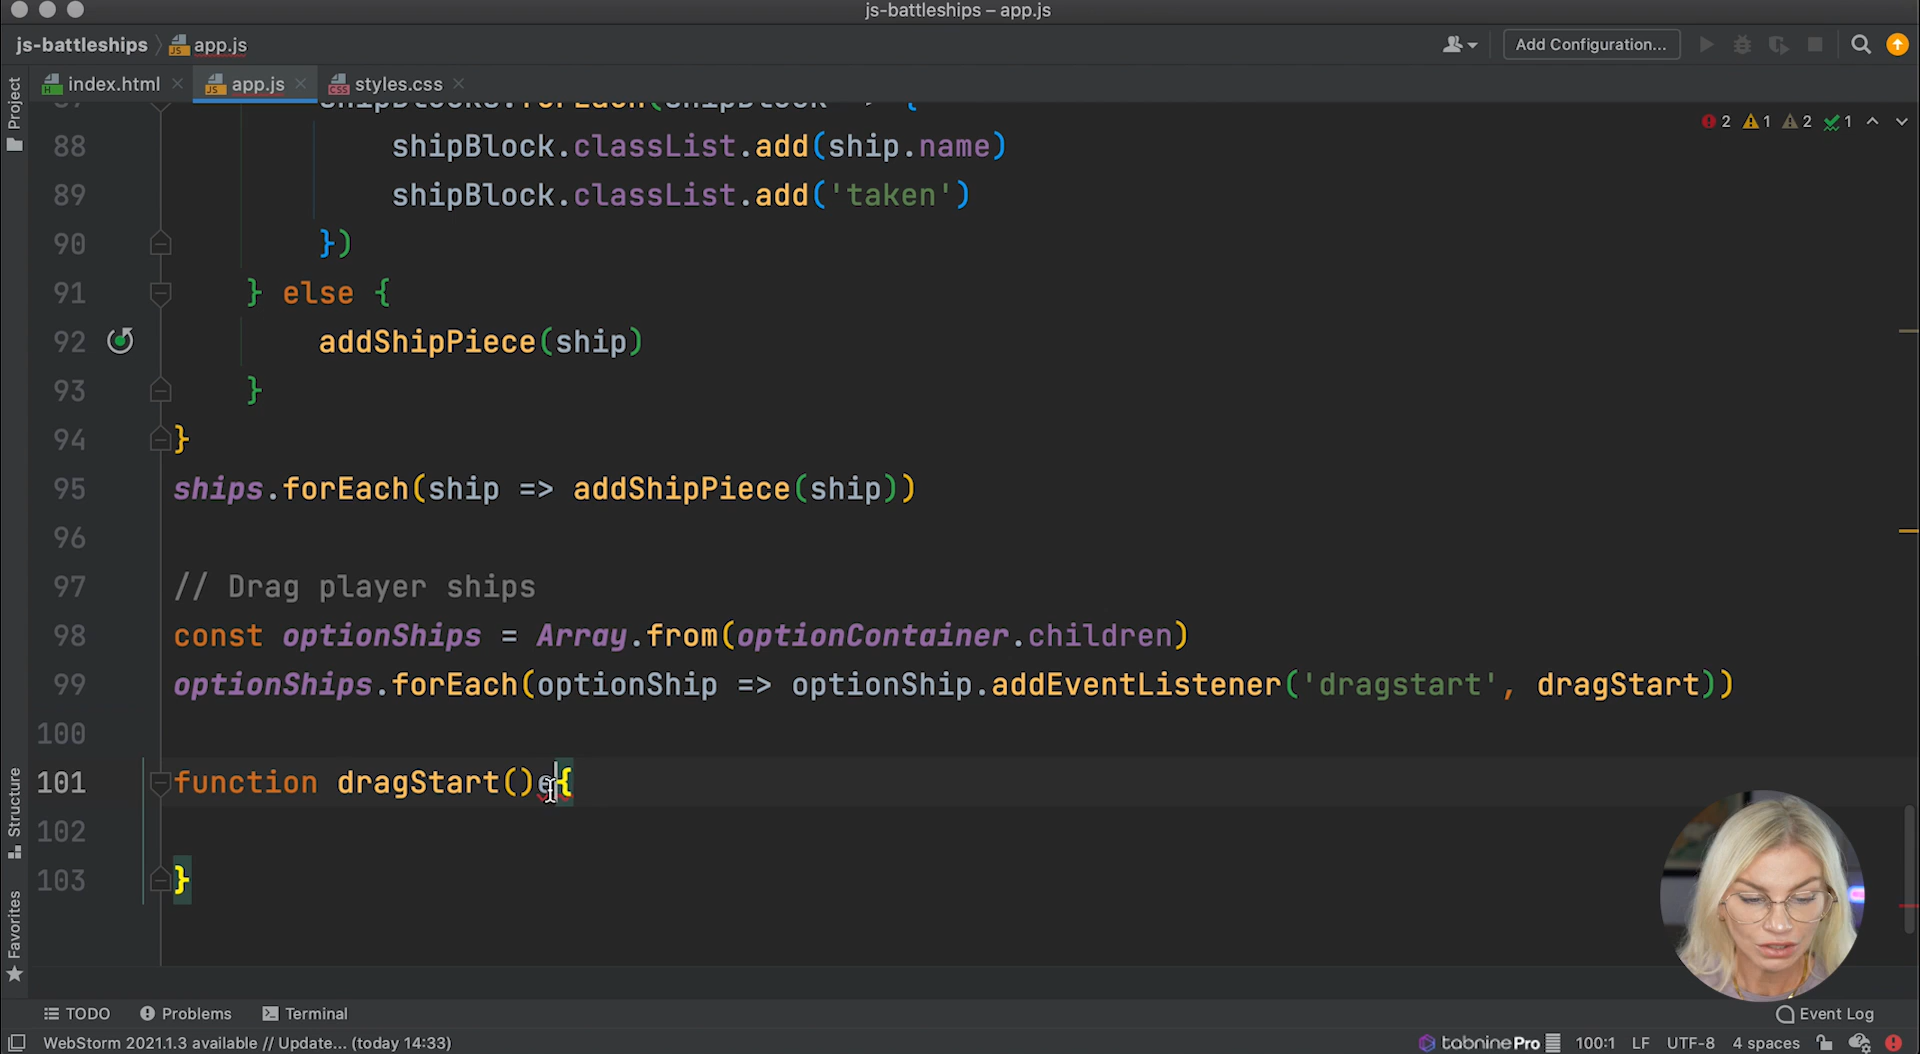 js-battleships – app.js
js-battleships app.js
Add Configuration...
index.html app.js styles.css
Project
2 1 2 1
87 shipBlocks.forEach(shipBlock => {
88 shipBlock.classList.add(ship.name)
89 shipBlock.classList.add('taken')
90 })
91 } else {
92 addShipPiece(ship)
93 }
94 }
95 ships.forEach(ship => addShipPiece(ship))
96
97 // Drag player ships
98 const optionShips = Array.from(optionContainer.children)
99 optionShips.forEach(optionShip => optionShip.addEventListener('dragstart', dragStart))
100
101 function dragStart()e{
102
103 }
Structure
Favorites
TODO Problems Terminal Event Log
WebStorm 2021.1.3 available // Update... (today 14:33) tabnine Pro 100:1 LF UTF-8 4 spaces